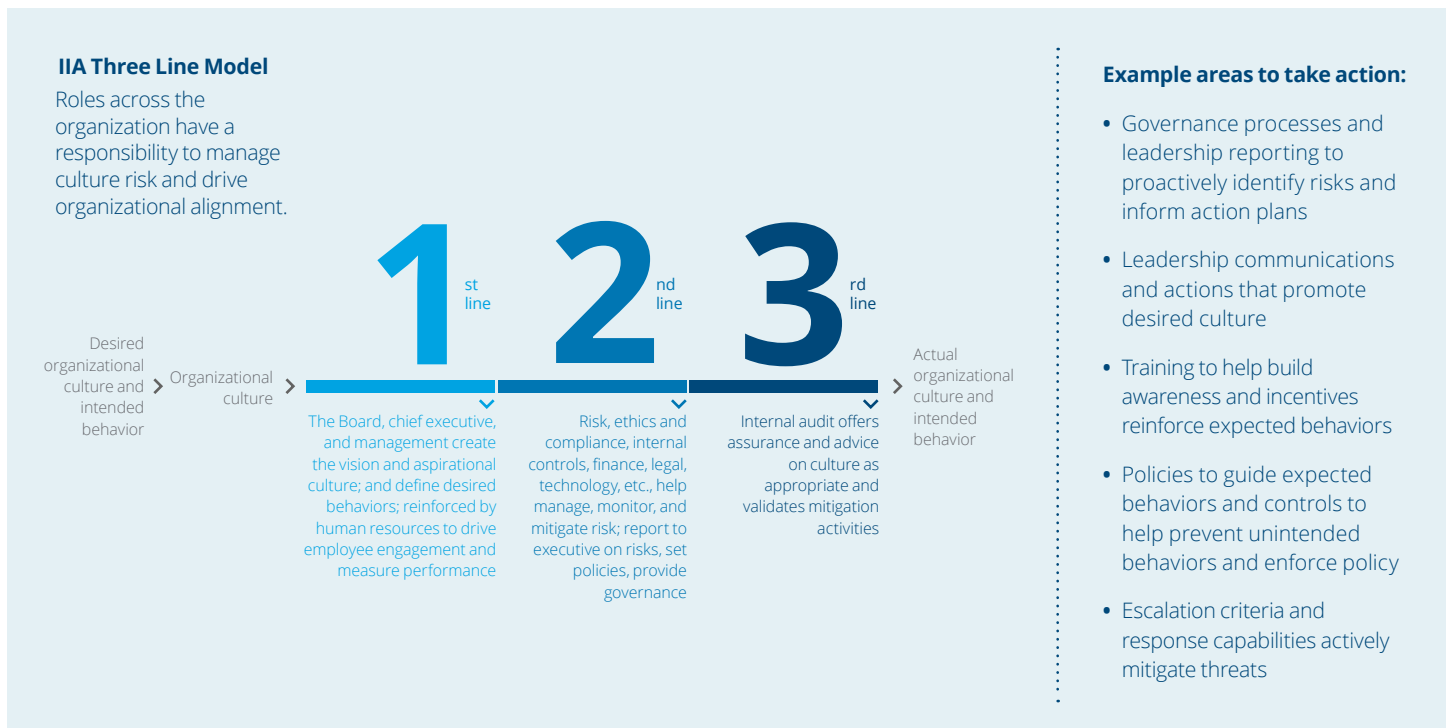 IIA Three Line Model
Roles across the
organization have a
responsibility to manage
culture risk and drive
organizational alignment.
Desired
organizational
culture and
intended
behavior
Organizational
culture
1
st
line
The Board, chief executive,
and management create
the vision and aspirational
culture; and define desired
behaviors; reinforced by
human resources to drive
employee engagement and
measure performance
2
nd
line
Risk, ethics and
compliance, internal
controls, finance, legal,
technology, etc., help
manage, monitor, and
mitigate risk; report to
executive on risks, set
policies, provide
governance
3
rd
line
Internal audit offers
assurance and advice
on culture as
appropriate and
validates mitigation
activities
Actual
organizational
culture and
intended
behavior
Example areas to take action:
• Governance processes and
leadership reporting to
proactively identify risks and
inform action plans
• Leadership communications
and actions that promote
desired culture
• Training to help build
awareness and incentives
reinforce expected behaviors
• Policies to guide expected
behaviors and controls to
help prevent unintended
behaviors and enforce policy
• Escalation criteria and
response capabilities actively
mitigate threats